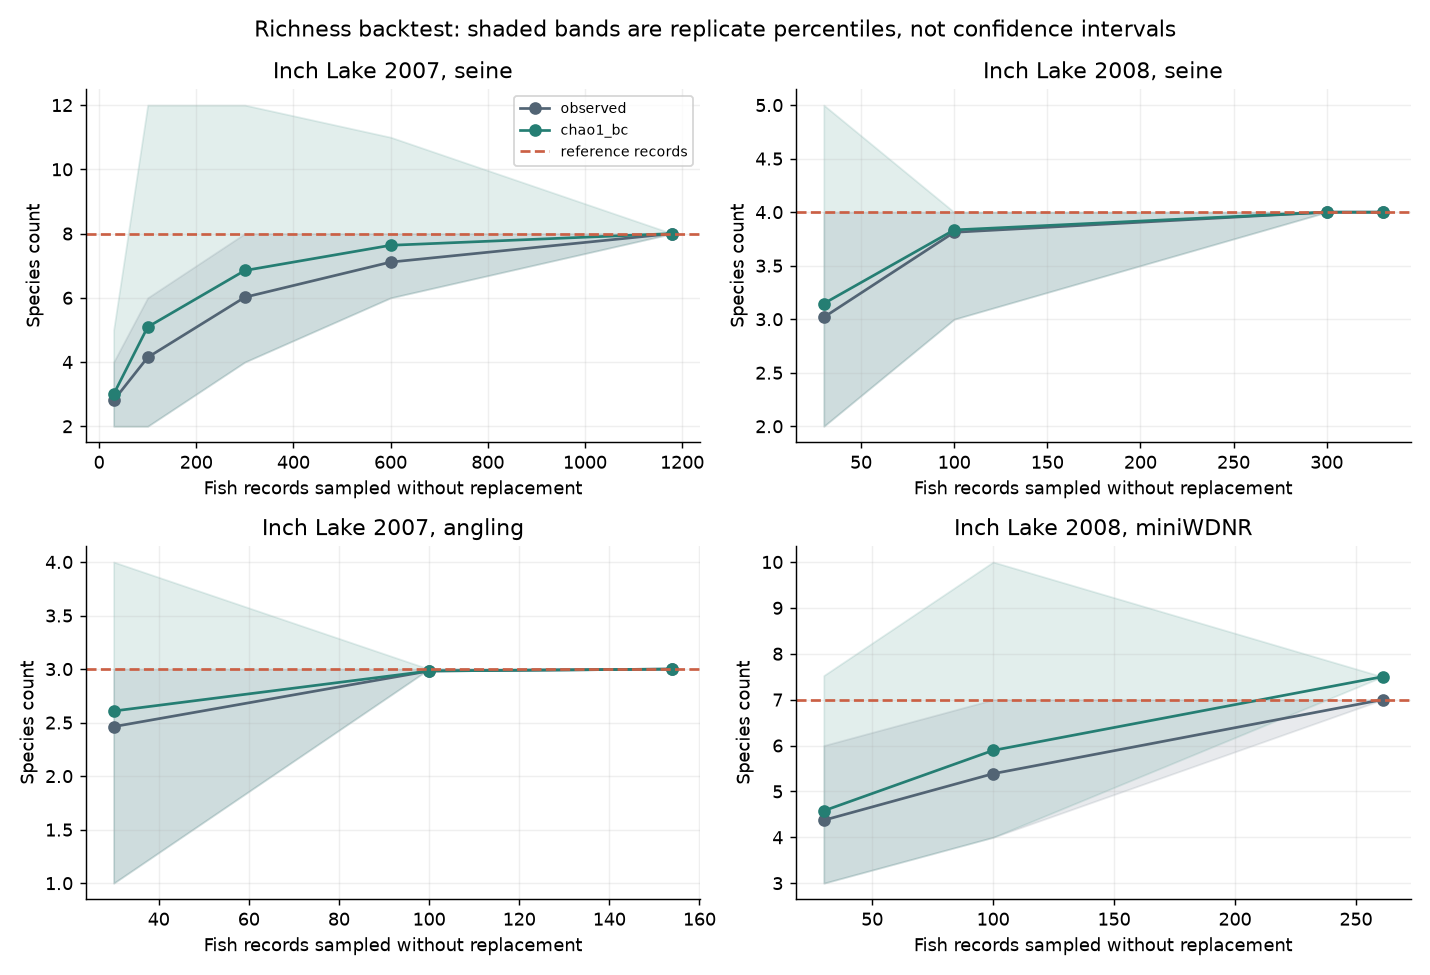 Richness backtest: shaded bands are replicate percentiles, not confidence intervals
Inch Lake 2007, seine
12
10
8
6
4
2
Species count
observed
chao1_bc
reference records
0 200 400 600 800 1000 1200
Fish records sampled without replacement
Inch Lake 2008, seine
5.0
4.5
4.0
3.5
3.0
2.5
2.0
Species count
50 100 150 200 250 300
Fish records sampled without replacement
Inch Lake 2007, angling
4.0
3.5
3.0
2.5
2.0
1.5
1.0
Species count
40 60 80 100 120 140 160
Fish records sampled without replacement
Inch Lake 2008, miniWDNR
10
9
8
7
6
5
4
3
Species count
50 100 150 200 250
Fish records sampled without replacement